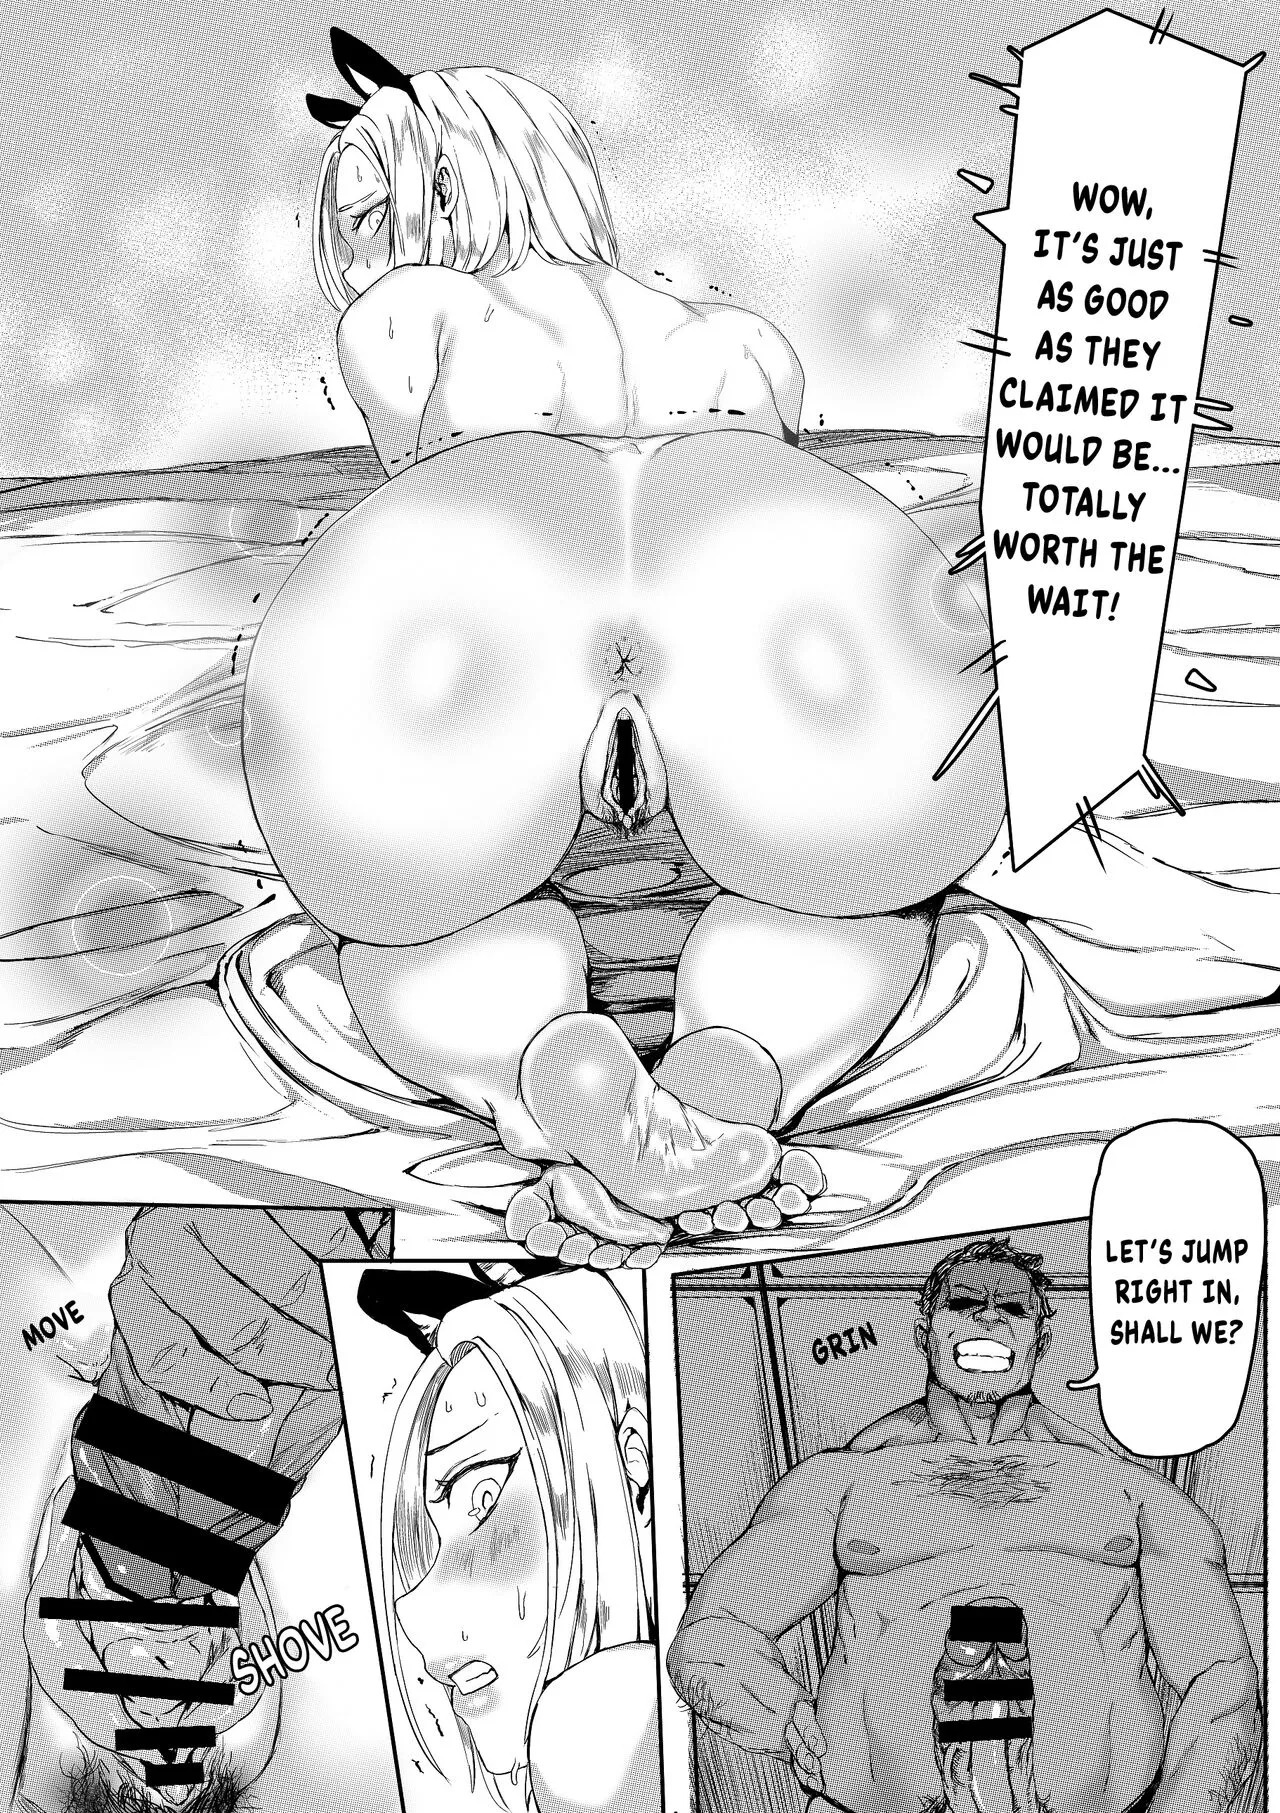 WOW,
IT'S JUST
AS GOOD
AS THEY
CLAIMED IT
WOULD BE...
TOTALLY
WORTH THE
WAIT!
MOVE
SHOVE
GRIN
LET'S JUMP
RIGHT IN,
SHALL WE?